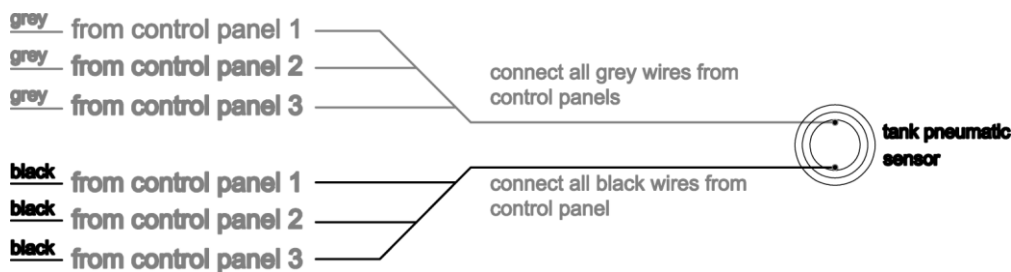 grey from control panel 1
grey from control panel 2
grey from control panel 3
connect all grey wires from
control panels
tank pneumatic
sensor
black from control panel 1
black from control panel 2
black from control panel 3
connect all black wires from
control panel